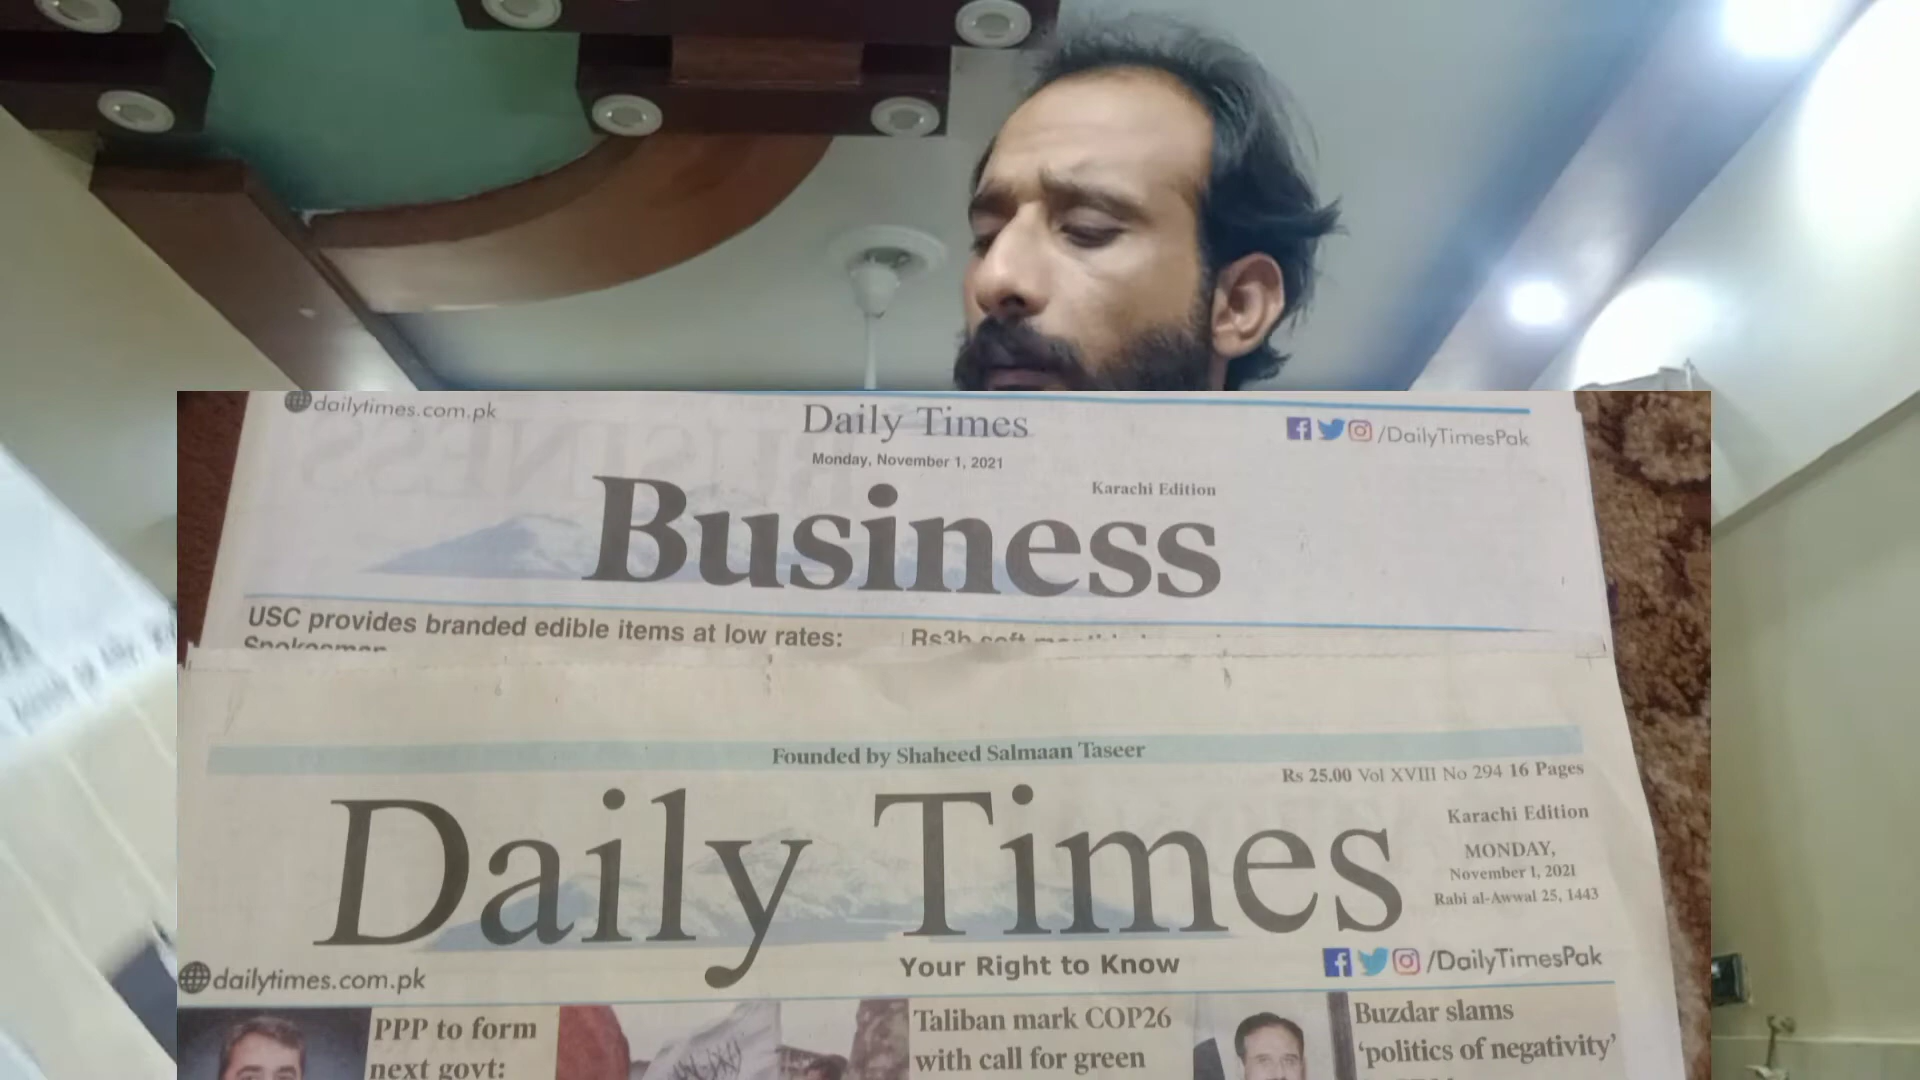 dailytimes.com.pk
Daily Times
/DailyTimesPak
Monday, November 1, 2021
Karachi Edition
Business
USC provides branded edible items at low rates:
Spokesman
Rs3b
Founded by Shaheed Salmaan Taseer
Rs 25.00 Vol XVIII No 294 16 Pages
Daily Times
Karachi Edition
MONDAY,
November 1, 2021
Rabi al-Awwal 25, 1443
Your Right to Know
dailytimes.com.pk
/DailyTimesPak
PPP to form
next govt:
Taliban mark COP26
with call for green
Buzdar slams
‘politics of negativity’